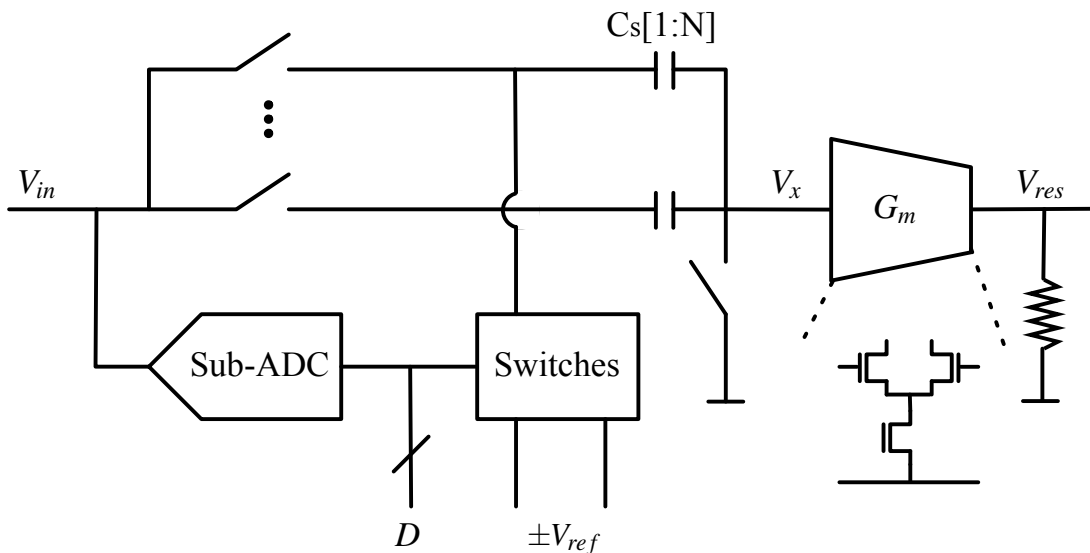 Cs[1:N]
V_in
V_x
G_m
V_res
Sub-ADC
Switches
D
±V_ref